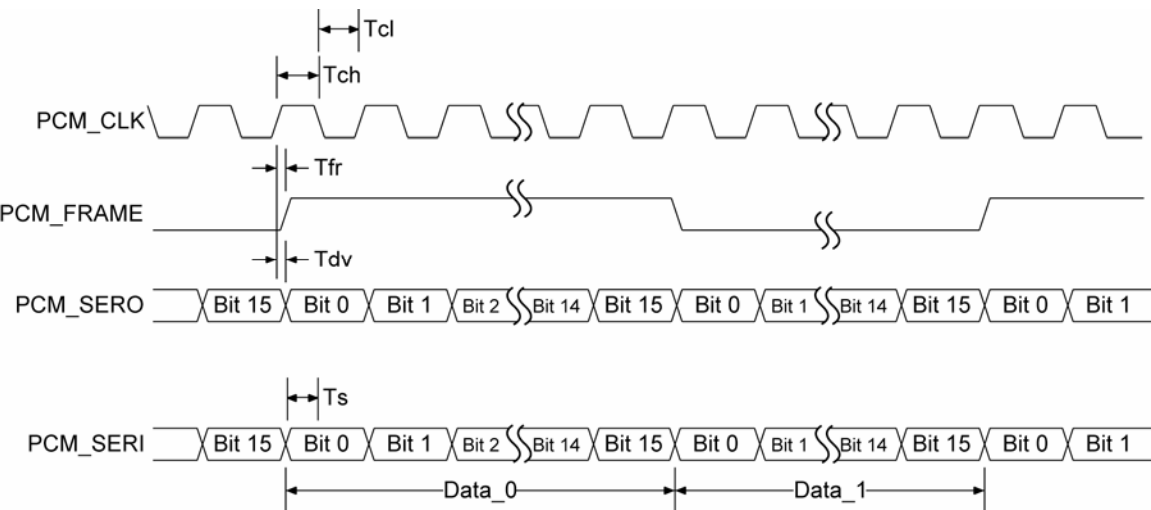 Tcl
Tch
PCM_CLK
Tfr
PCM_FRAME
Tdv
PCM_SERO Bit 15 Bit 0 Bit 1 Bit 2 Bit 14 Bit 15 Bit 0 Bit 1 Bit 14 Bit 15 Bit 0 Bit 1
Ts
PCM_SERI Bit 15 Bit 0 Bit 1 Bit 2 Bit 14 Bit 15 Bit 0 Bit 1 Bit 14 Bit 15 Bit 0 Bit 1
Data_0 Data_1